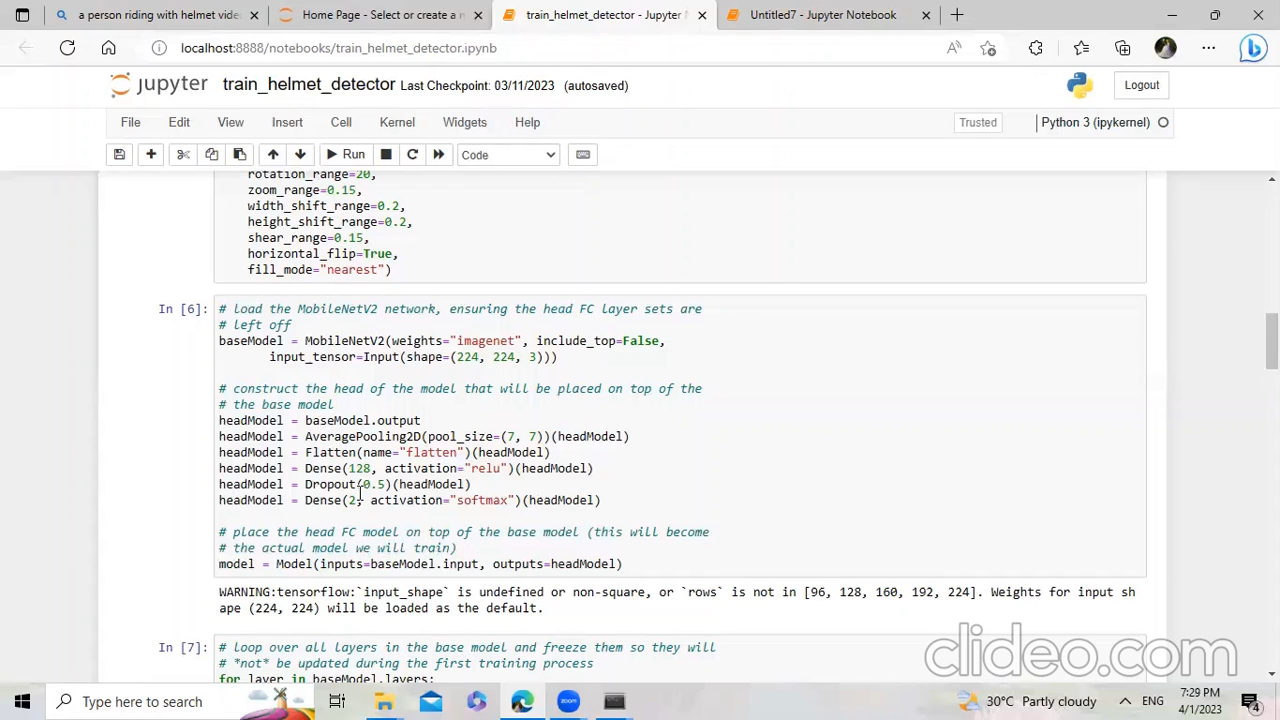 a person riding with helmet video
Home Page - Select or create a n
train_helmet_detector - Jupyter N
Untitled7 - Jupyter Notebook
localhost:8888/notebooks/train_helmet_detector.ipynb
jupyter train_helmet_detector Last Checkpoint: 03/11/2023 (autosaved)
Logout
File Edit View Insert Cell Kernel Widgets Help
Trusted Python 3 (ipykernel)
Run Code
rotation_range=20,
zoom_range=0.15,
width_shift_range=0.2,
height_shift_range=0.2,
shear_range=0.15,
horizontal_flip=True,
fill_mode="nearest")
In [6]:
# load the MobileNetV2 network, ensuring the head FC layer sets are
# left off
baseModel = MobileNetV2(weights="imagenet", include_top=False,
input_tensor=Input(shape=(224, 224, 3)))
# construct the head of the model that will be placed on top of the
# the base model
headModel = baseModel.output
headModel = AveragePooling2D(pool_size=(7, 7))(headModel)
headModel = Flatten(name="flatten")(headModel)
headModel = Dense(128, activation="relu")(headModel)
headModel = Dropout(0.5)(headModel)
headModel = Dense(2, activation="softmax")(headModel)
# place the head FC model on top of the base model (this will become
# the actual model we will train)
model = Model(inputs=baseModel.input, outputs=headModel)
WARNING:tensorflow:`input_shape` is undefined or non-square, or `rows` is not in [96, 128, 160, 192, 224]. Weights for input sh
ape (224, 224) will be loaded as the default.
In [7]:
# loop over all layers in the base model and freeze them so they will
# *not* be updated during the first training process
for layer in baseModel.layers:
clideo.com
Type here to search
zoom
30°C Partly cloudy
ENG
7:29 PM
4/1/2023
4